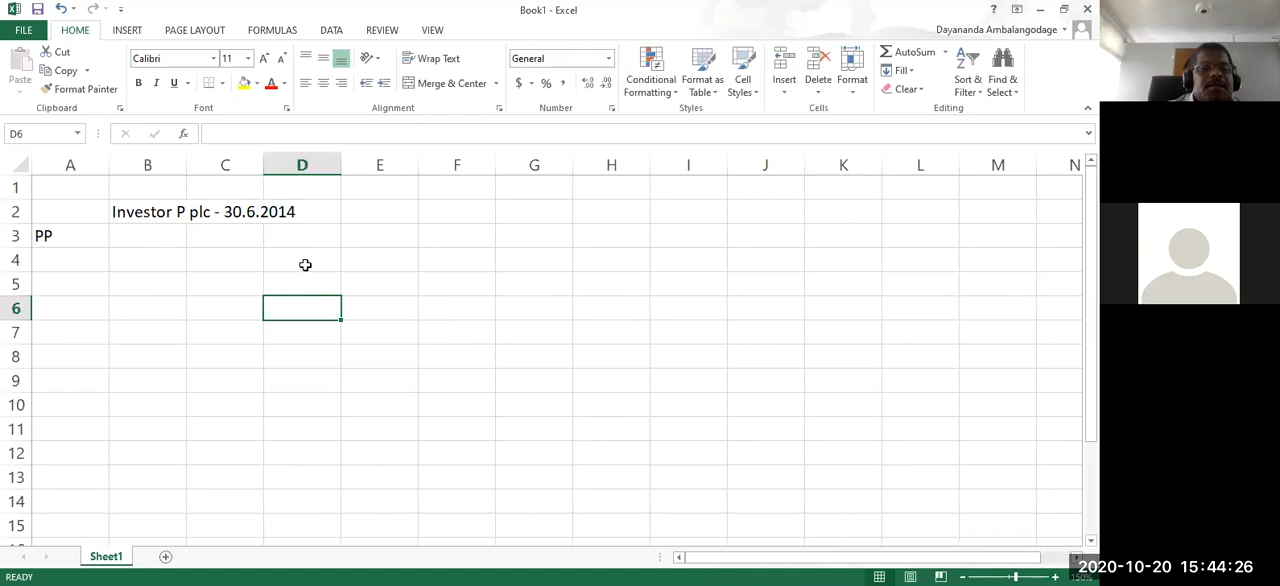 Book1 - Excel
FILE HOME INSERT PAGE LAYOUT FORMULAS DATA REVIEW VIEW Dayananda Ambalangodage
Paste
Cut
Copy
Format Painter
Clipboard
Calibri 11
B I U
Font
Wrap Text
Merge & Center
Alignment
General
$ % ,
Number
Conditional Formatting
Format as Table
Cell Styles
Styles
Insert Delete Format
Cells
AutoSum
Fill
Clear
Sort & Filter
Find & Select
Editing
D6
fx
A B C D E F G H I J K L M N
1
2 Investor P plc - 30.6.2014
3 PP
4
5
6
7
8
9
10
11
12
13
14
15
Sheet1
READY
150%
2020-10-20 15:44:26